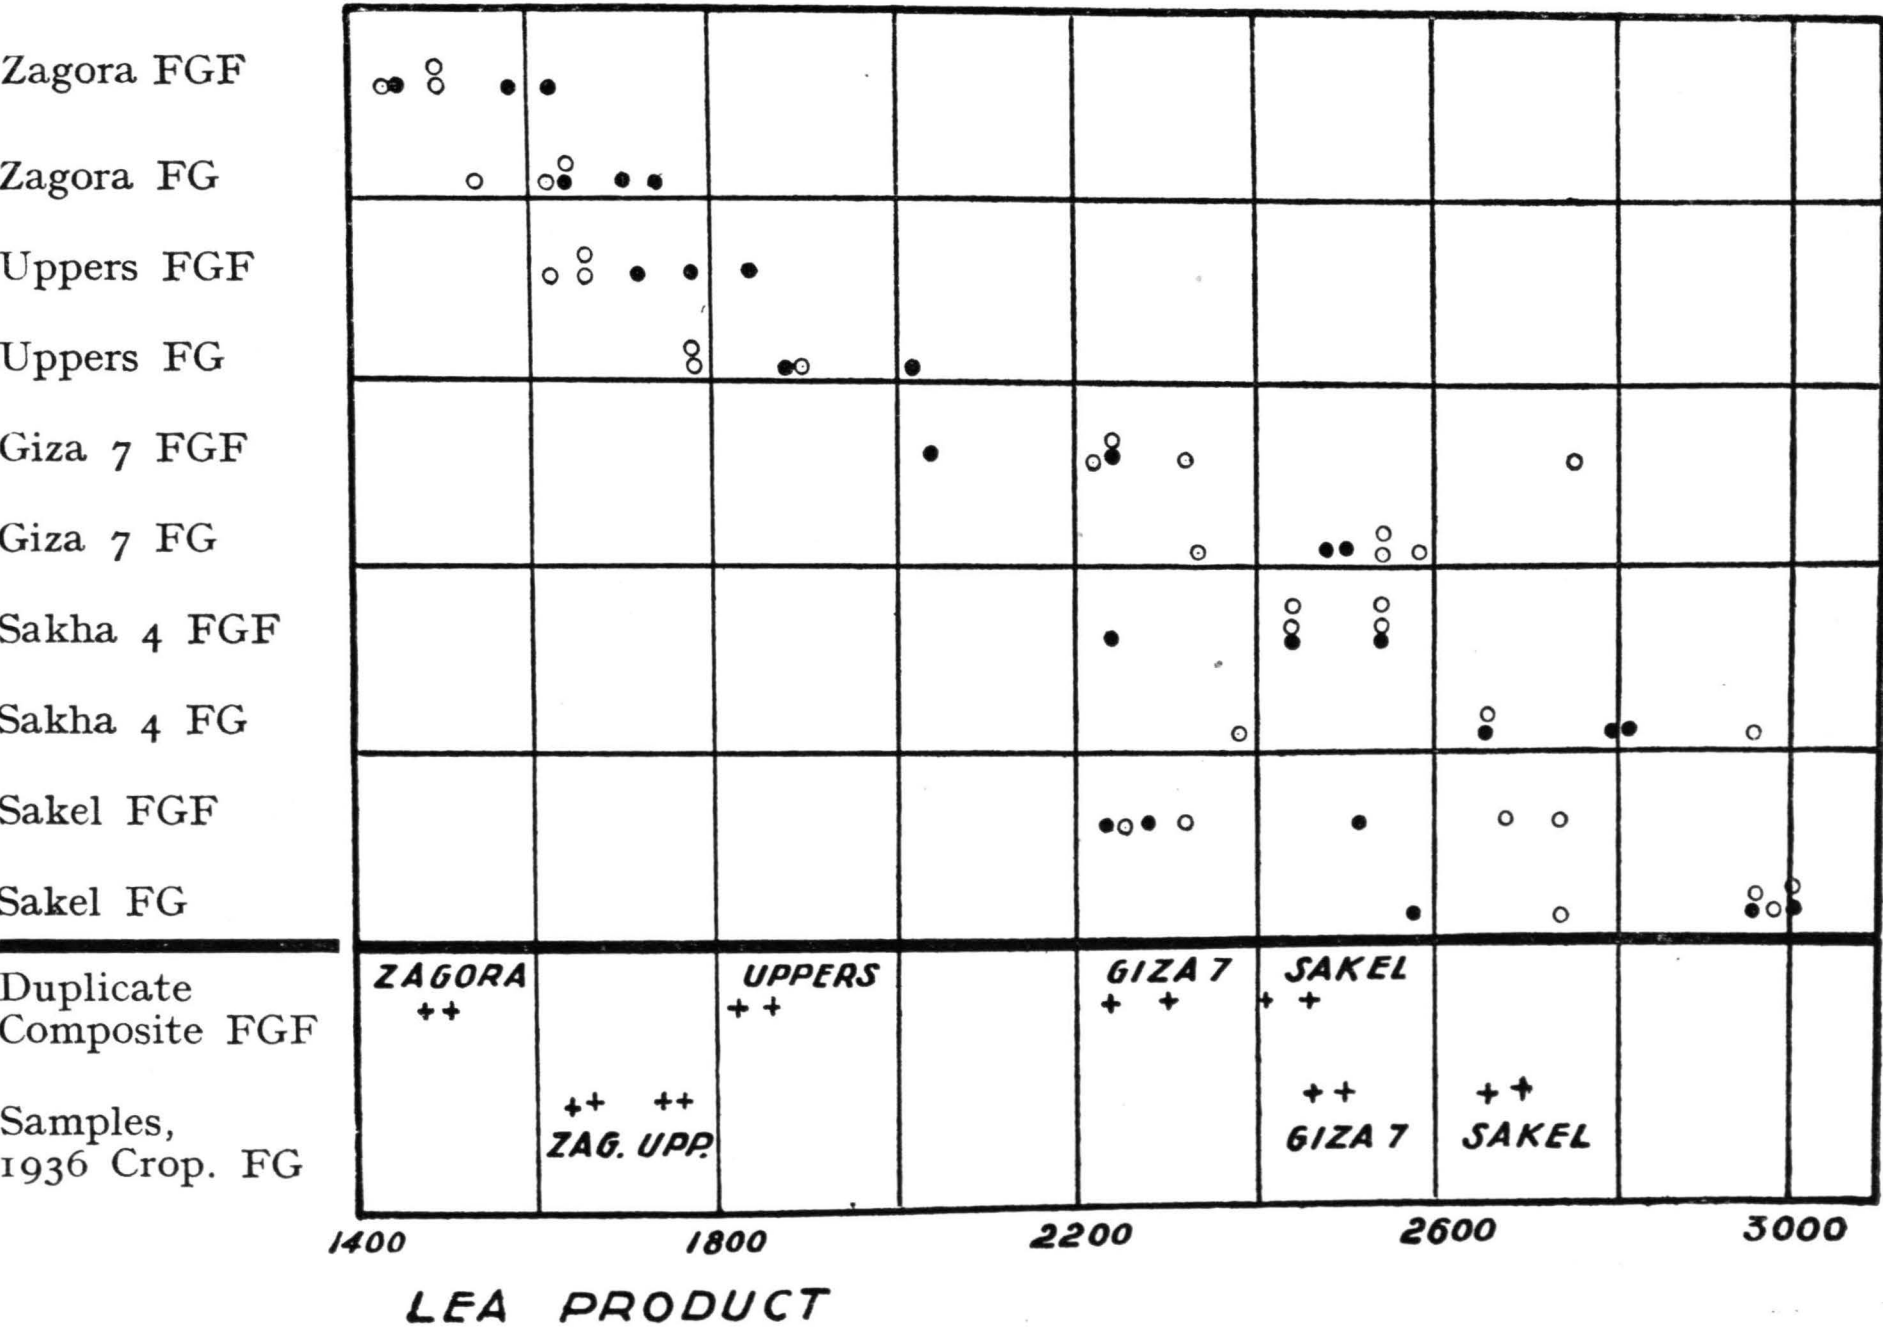 Zagora FGF
Zagora FG
Uppers FGF
Uppers FG
Giza 7 FGF
Giza 7 FG
Sakha 4 FGF
Sakha 4 FG
Sakel FGF
Sakel FG
ZAGORA UPPERS GIZA 7 SAKEL
Duplicate
Composite FGF
Samples,
1936 Crop. FG
ZAG. UPP. GIZA 7 SAKEL
1400 1800 2200 2600 3000
LEA PRODUCT